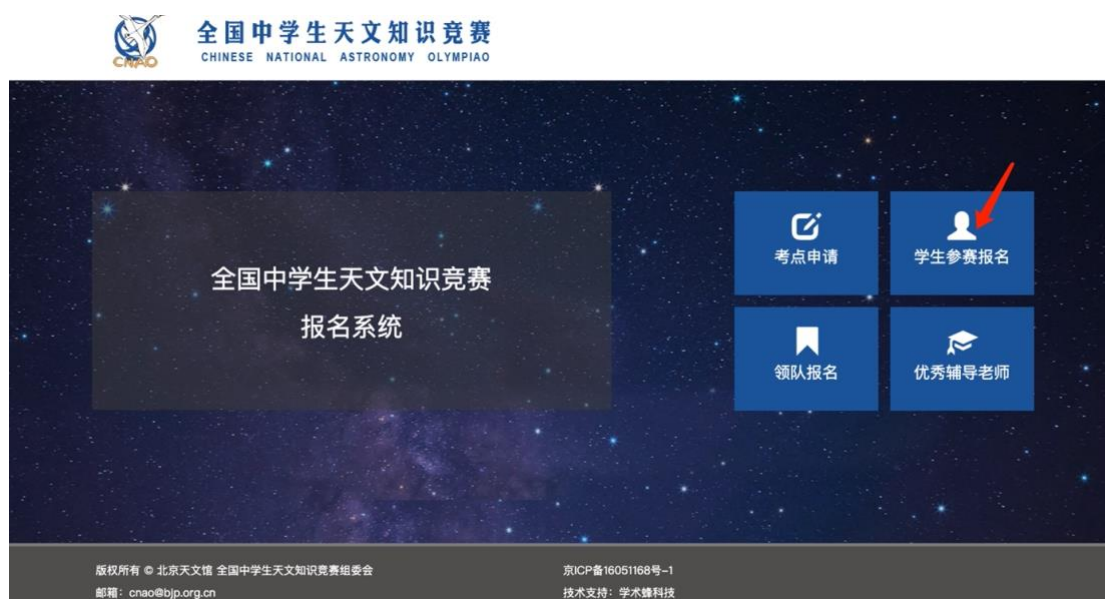 CNAO
全国中学生天文知识竞赛
CHINESE NATIONAL ASTRONOMY OLYMPIAO
全国中学生天文知识竞赛
报名系统
考点申请
学生参赛报名
领队报名
优秀辅导老师
版权所有 © 北京天文馆 全国中学生天文知识竞赛组委会
京ICP备16051168号-1
邮箱：cnao@bjp.org.cn
技术支持：学术蜂科技